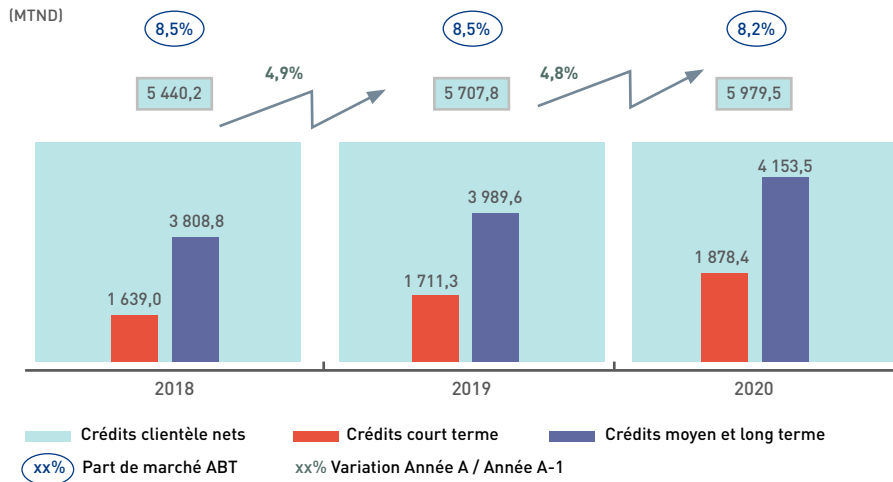 (MTND)
8,5% 8,5% 8,2%
4,9% 4,8%
5 440,2 5 707,8 5 979,5
4 153,5
3 989,6
3 808,8
1 878,4
1 711,3
1 639,0
2018 2019 2020
Crédits clientèle nets Crédits court terme Crédits moyen et long terme
xx% Part de marché ABT xx% Variation Année A / Année A-1